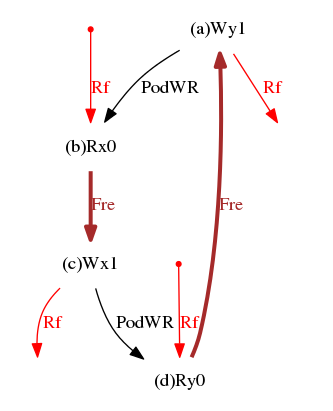 (a)Wy1
Rf PodWR Rf
(b)Rx0
Fre Fre
(c)Wx1
Rf PodWR Rf
(d)Ry0